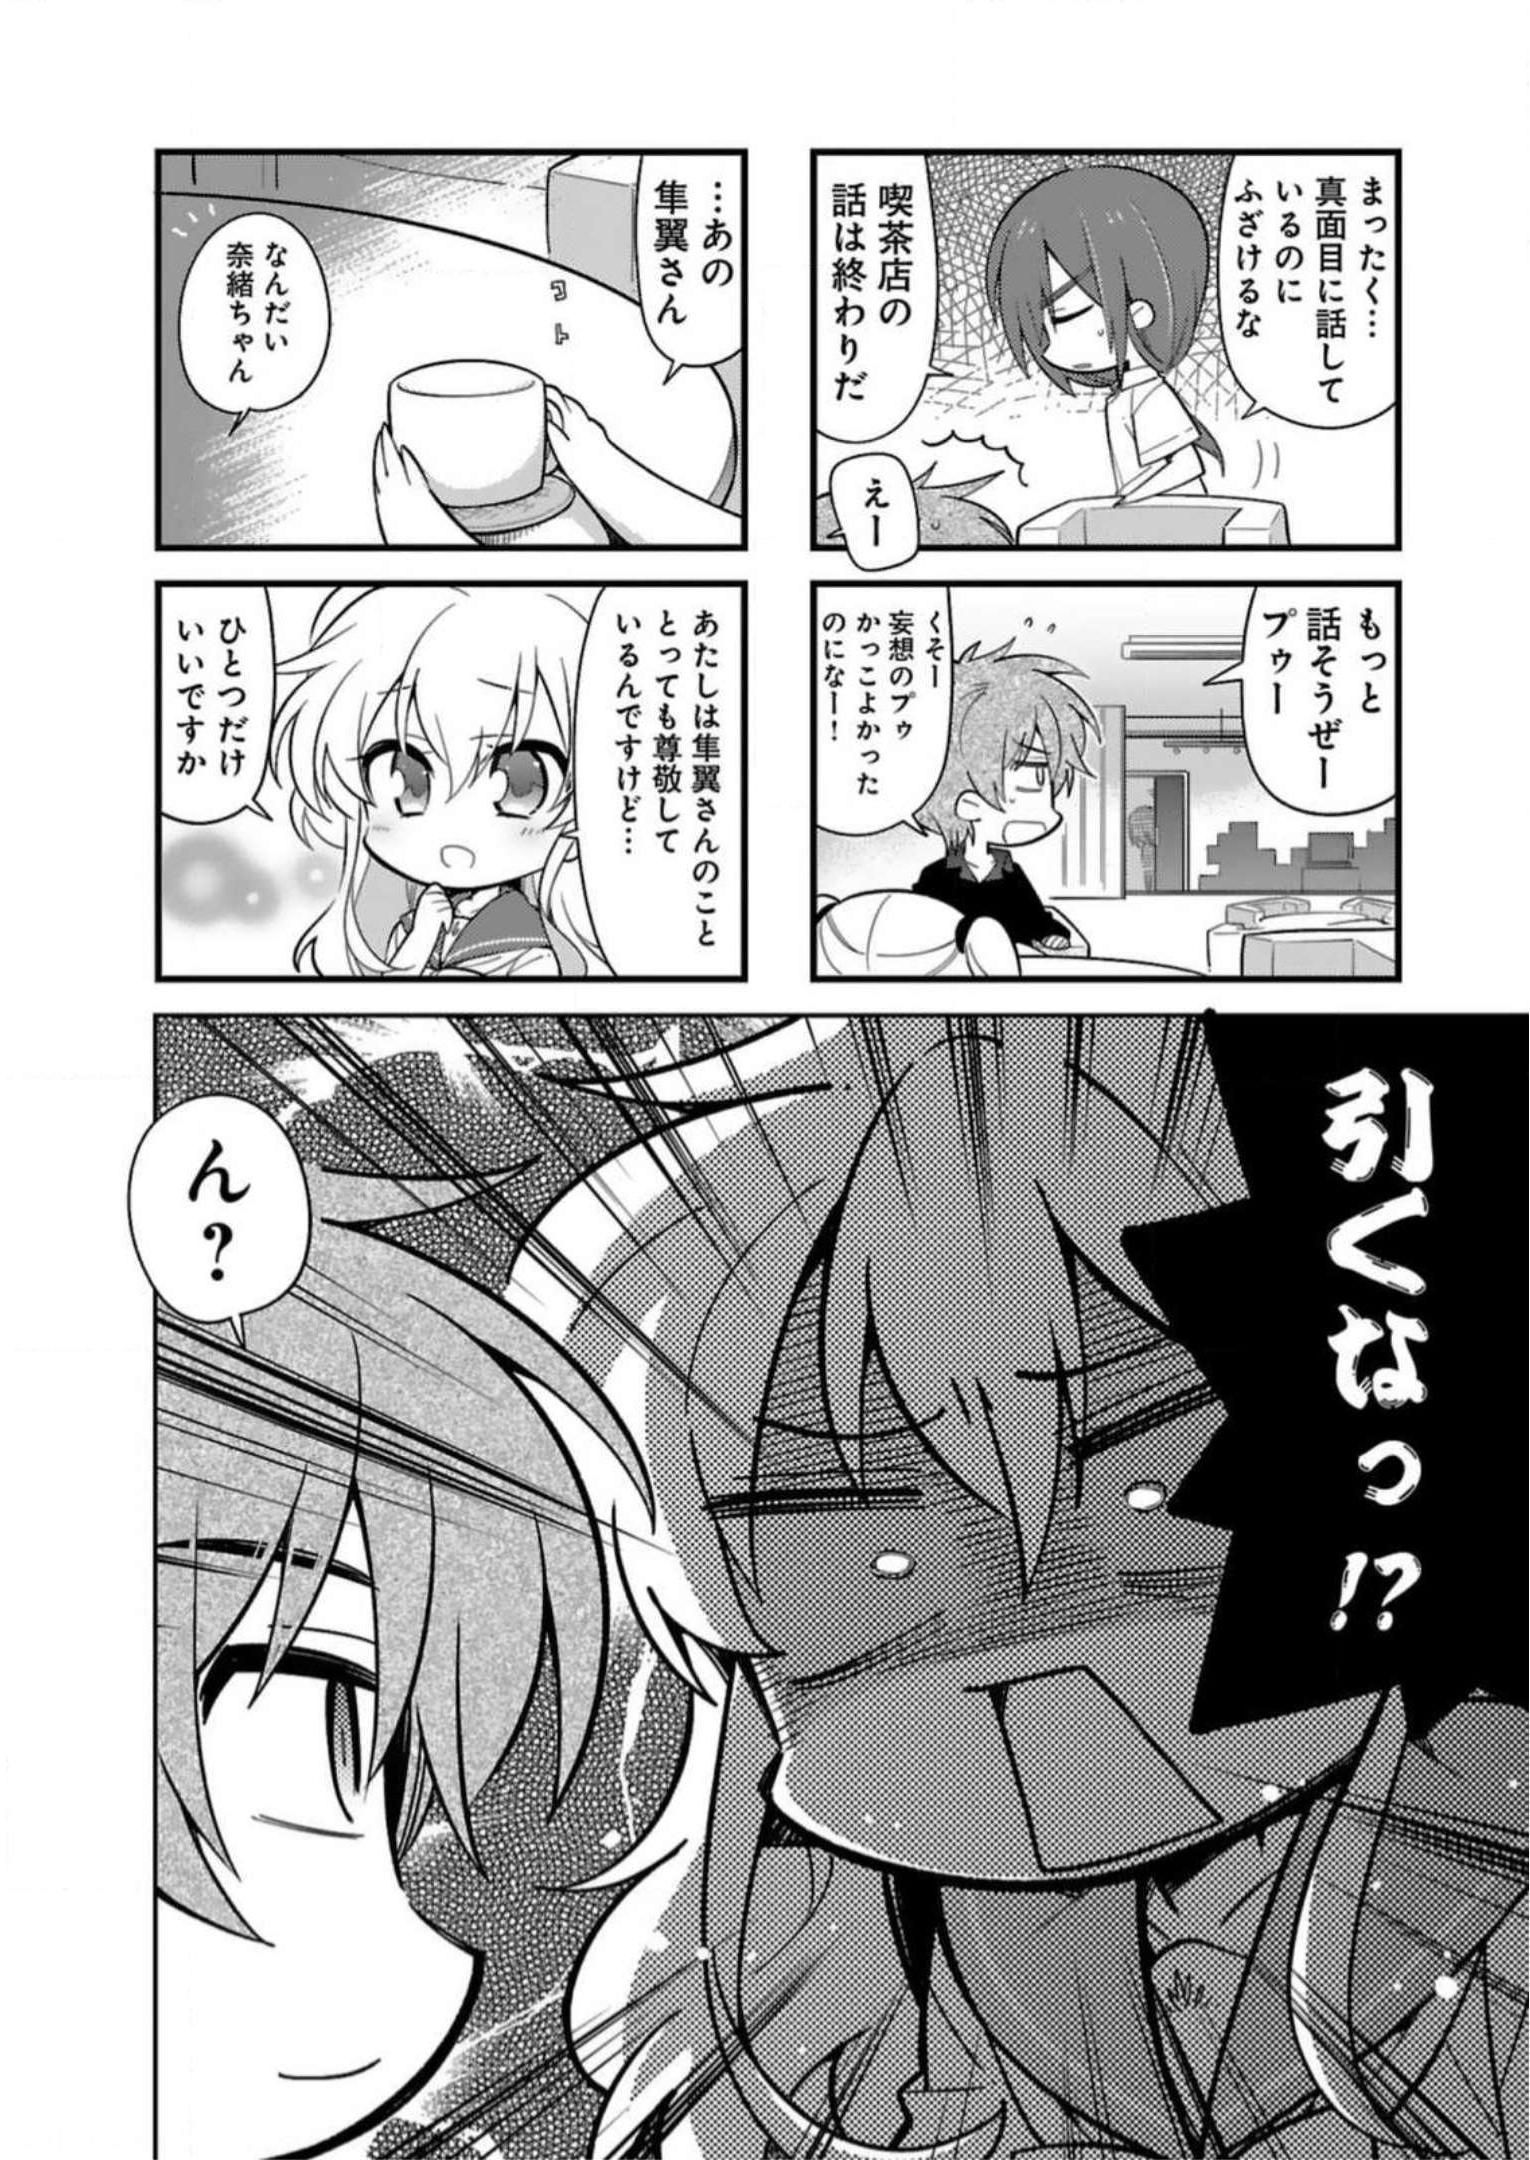 まったく…
真面目に話して
いるのに
ふざけるな
喫茶店の
話は終わりだ
えー
もっと
話そうぜー
プゥー
くそー
妄想のプゥ
かっこよかった
のになー!
…あの
隼翼さん
コト
なんだい
奈緒ちゃん
あたしは隼翼さんのこと
とっても尊敬して
いるんですけど…
ひとつだけ
いいですか
引くなっ!?
ん?